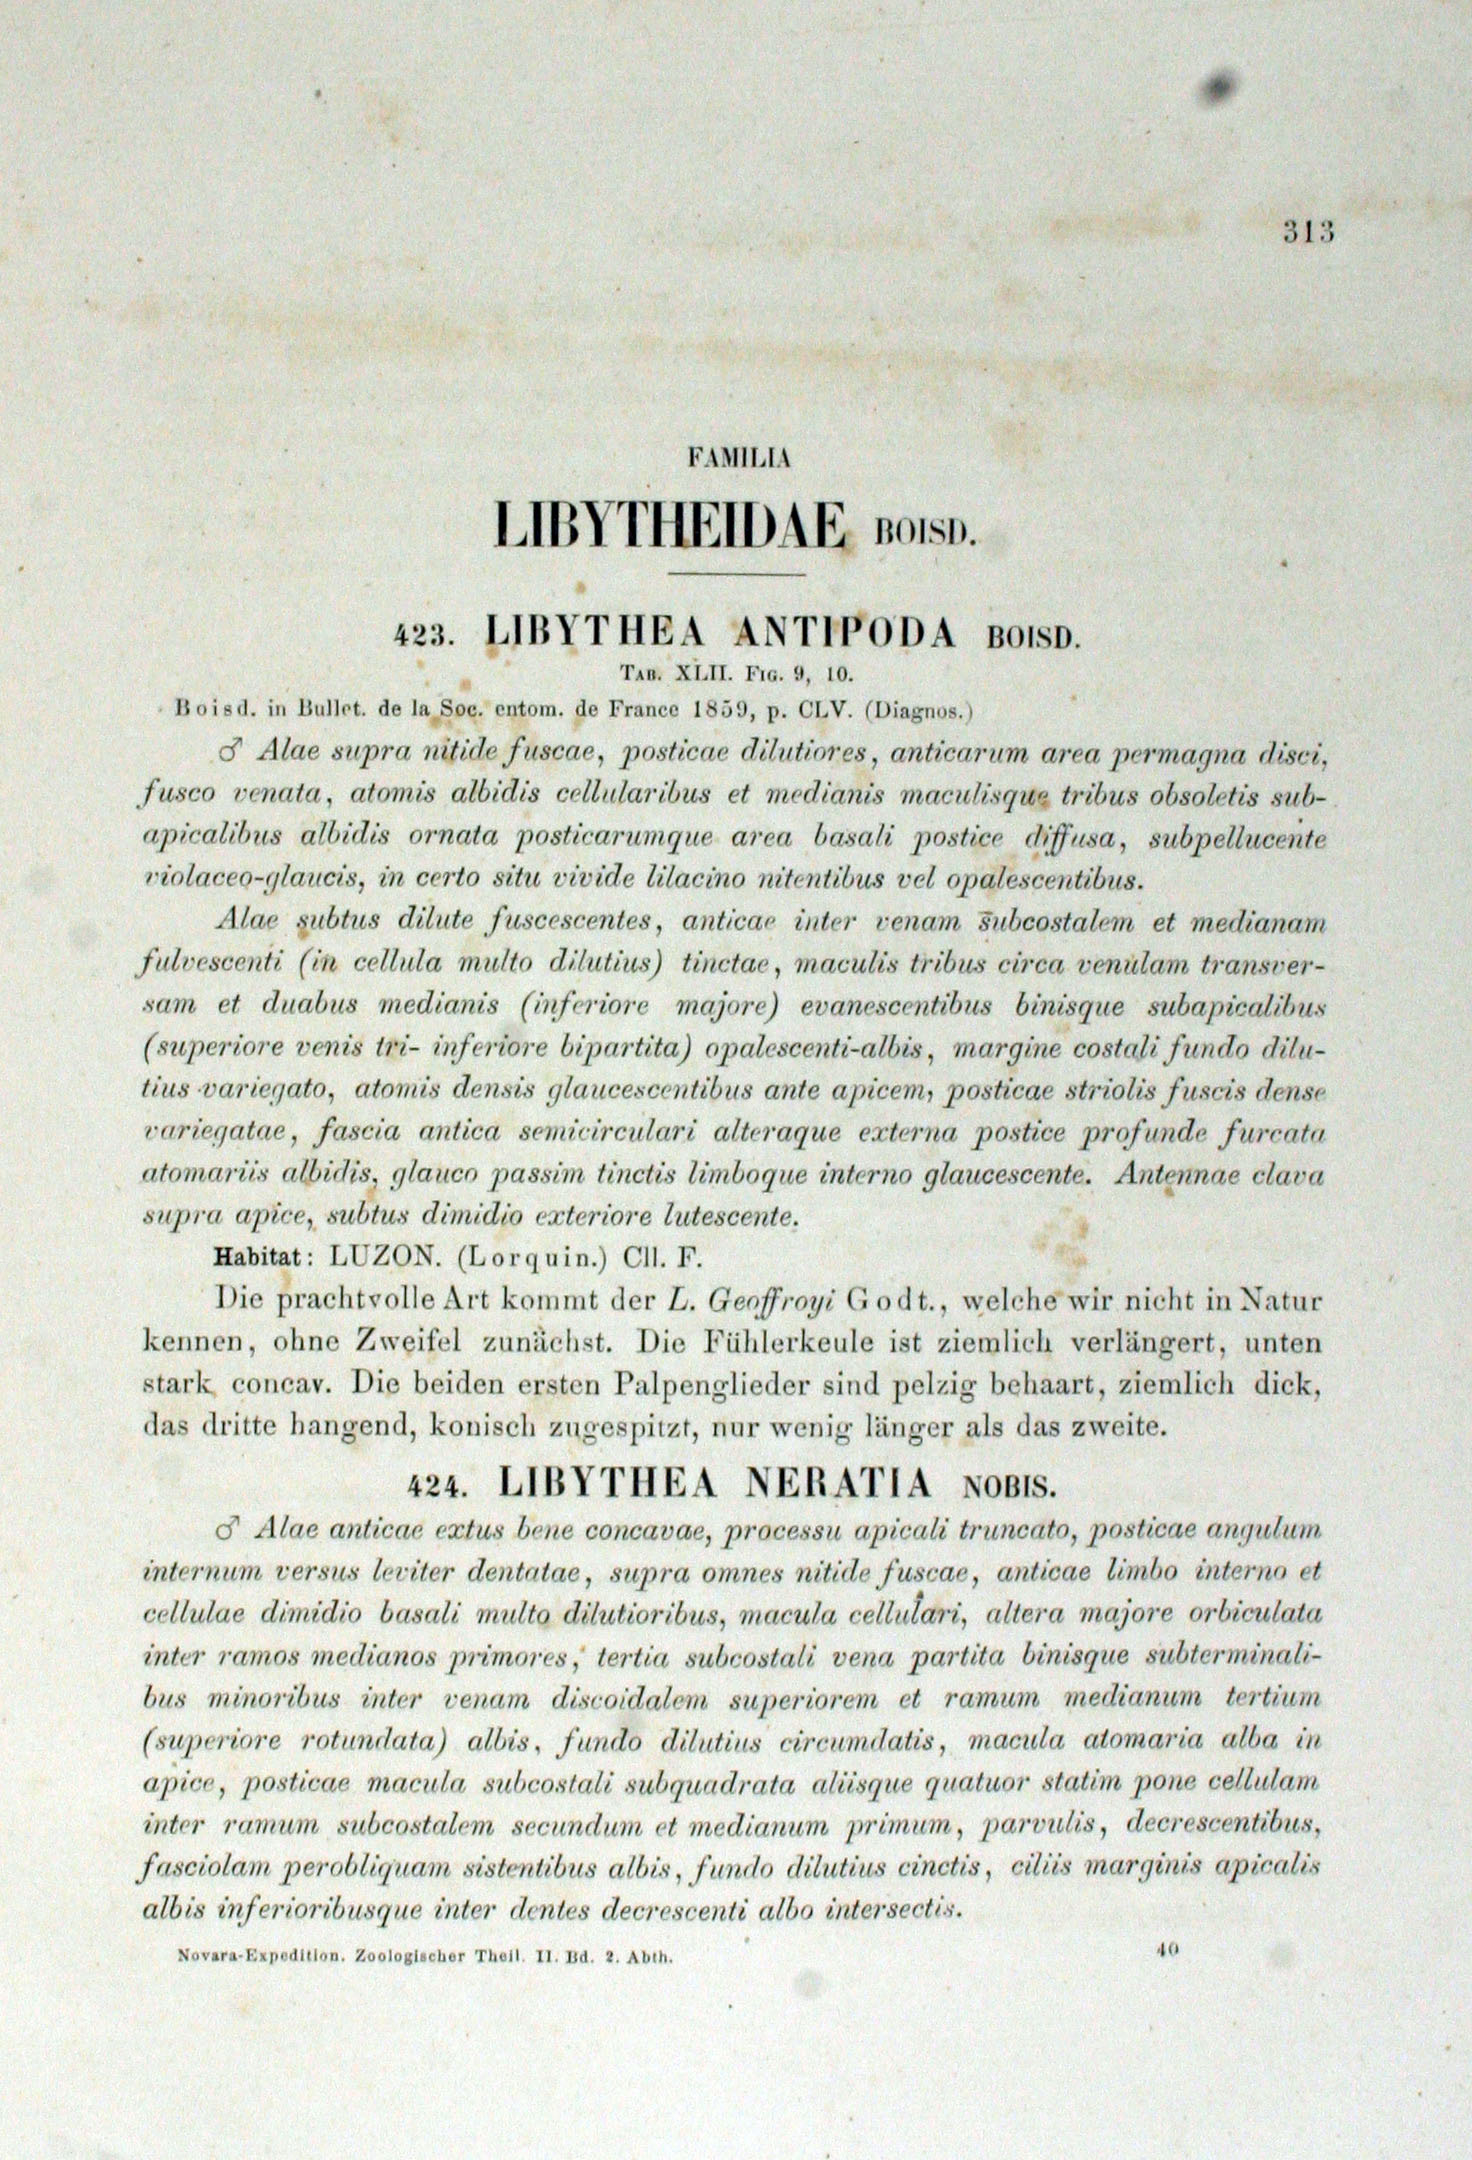 313
FAMILIA
LIBYTHEIDAE BOISD.
423. LIBYTHEA ANTIPODA BOISD.
TAB. XLII. FIG. 9, 10.
Boisd. in Bullet. de la Soc. entom. de France 1859, p. CLV. (Diagnos.)
♂ Alae supra nitide fuscae, posticae dilutiores, anticarum area permagna disci,
fusco venata, atomis albidis cellularibus et medianis maculisque tribus obsoletis sub-
apicalibus albidis ornata posticarumque area basali postice diffusa, subpellucente
violaceo-glaucis, in certo situ vivide lilacino nitentibus vel opalescentibus.
Alae subtus dilute fuscescentes, anticae inter venam subcostalem et medianam
fulvescenti (in cellula multo dilutius) tinctae, maculis tribus circa venulam transver-
sam et duabus medianis (inferiore majore) evanescentibus binisque subapicalibus
(superiore venis tri- inferiore bipartita) opalescenti-albis, margine costali fundo dilu-
tius variegato, atomis densis glaucescentibus ante apicem, posticae striolis fuscis dense
variegatae, fascia antica semicirculari alteraque externa postice profunde furcata
atomariis albidis, glauco passim tinctis limboque interno glaucescente. Antennae clava
supra apice, subtus dimidio exteriore lutescente.
Habitat: LUZON. (Lorquin.) Cll. F.
Die prachtvolle Art kommt der L. Geoffroyi Godt., welche wir nicht in Natur
kennen, ohne Zweifel zunächst. Die Fühlerkeule ist ziemlich verlängert, unten
stark concav. Die beiden ersten Palpenglieder sind pelzig behaart, ziemlich dick,
das dritte hangend, konisch zugespitzt, nur wenig länger als das zweite.
424. LIBYTHEA NERATIA NOBIS.
♂ Alae anticae extus bene concavae, processu apicali truncato, posticae angulum
internum versus leviter dentatae, supra omnes nitide fuscae, anticae limbo interno et
cellulae dimidio basali multo dilutioribus, macula cellulari, altera majore orbiculata
inter ramos medianos primores, tertia subcostali vena partita binisque subterminali-
bus minoribus inter venam discoidalem superiorem et ramum medianum tertium
(superiore rotundata) albis, fundo dilutius circumdatis, macula atomaria alba in
apice, posticae macula subcostali subquadrata aliisque quatuor statim pone cellulam
inter ramum subcostalem secundum et medianum primum, parvulis, decrescentibus,
fasciolam perobliquam sistentibus albis, fundo dilutius cinctis, ciliis marginis apicalis
albis inferioribusque inter dentes decrescenti albo intersectis.
Novara-Expedition. Zoologischer Theil. II. Bd. 2. Abth. 40